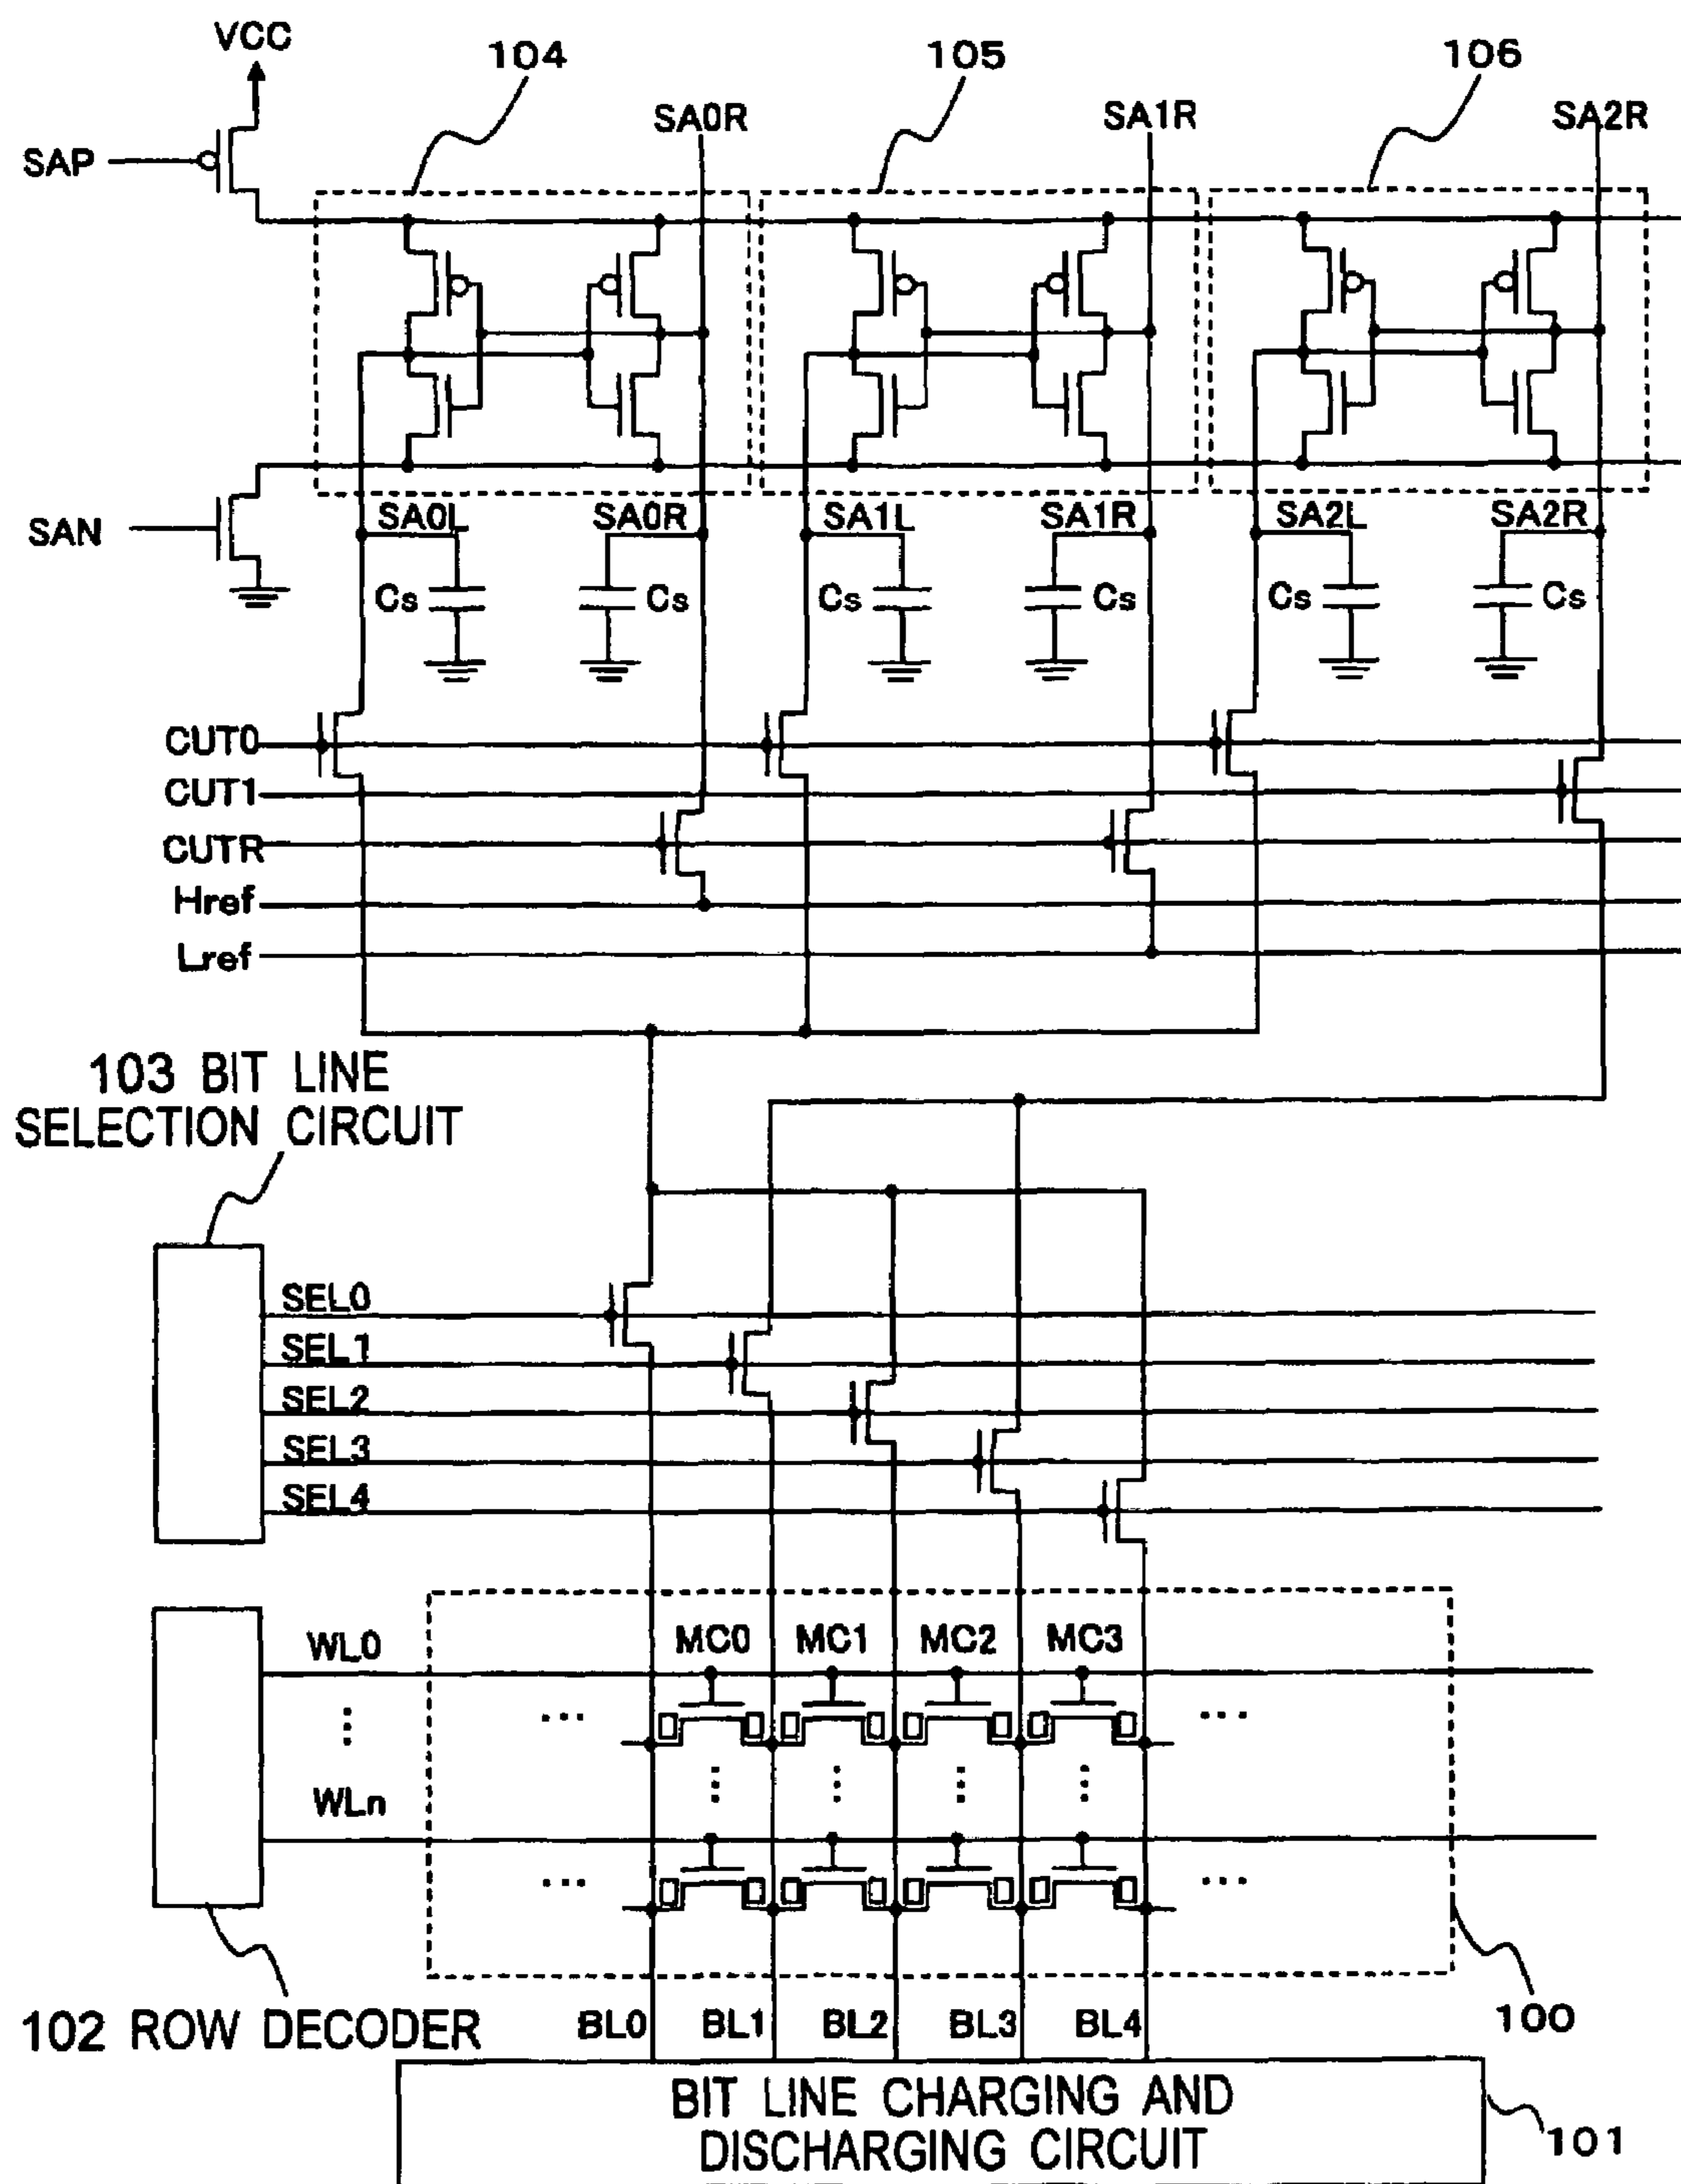 VCC
104
105
106
SA0R
SA1R
SA2R
SAP
SAN
SA0L
SA0R
SA1L
SA1R
SA2L
SA2R
Cs
Cs
Cs
Cs
Cs
Cs
CUT0
CUT1
CUTR
Href
Lref
103 BIT LINE
SELECTION CIRCUIT
SEL0
SEL1
SEL2
SEL3
SEL4
WL0
MC0
MC1
MC2
MC3
WLn
102 ROW DECODER
BL0
BL1
BL2
BL3
BL4
100
BIT LINE CHARGING AND
DISCHARGING CIRCUIT
101